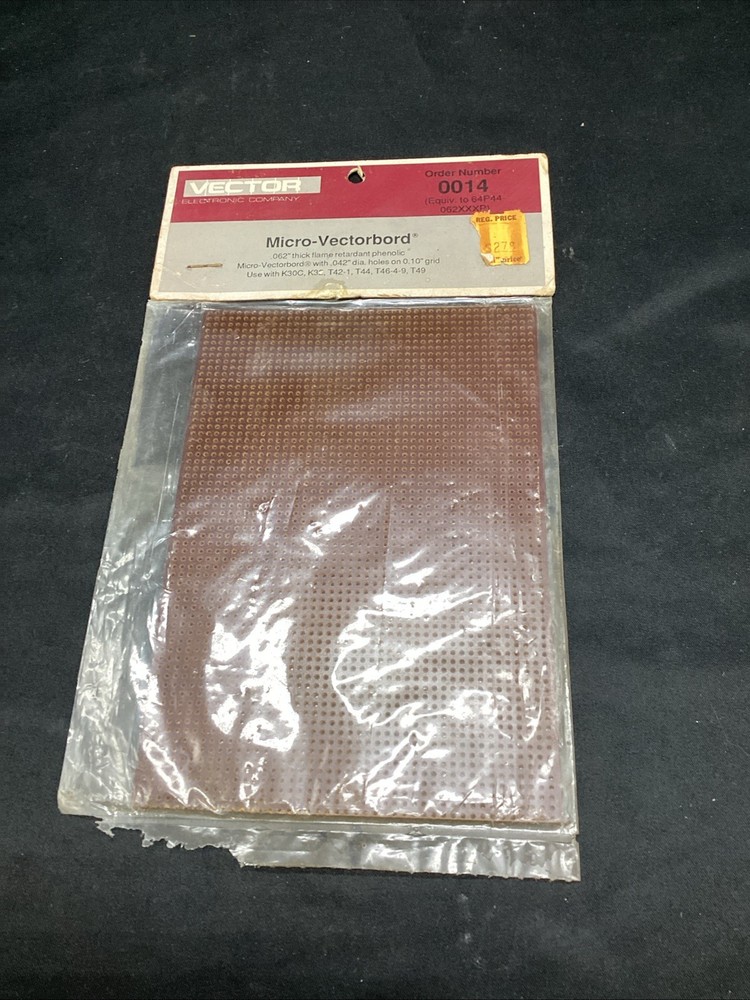 VECTOR
ELECTRONIC COMPANY
Order Number
0014
(Equiv. to 64P44
062XXXP)
REG. PRICE
Micro-Vectorbord®
.062" thick flame retardant phenolic
Micro-Vectorbord® with .042" dia. holes on 0.10" grid
Use with K30C, K32, T42-1, T44, T46-4-9, T49
price